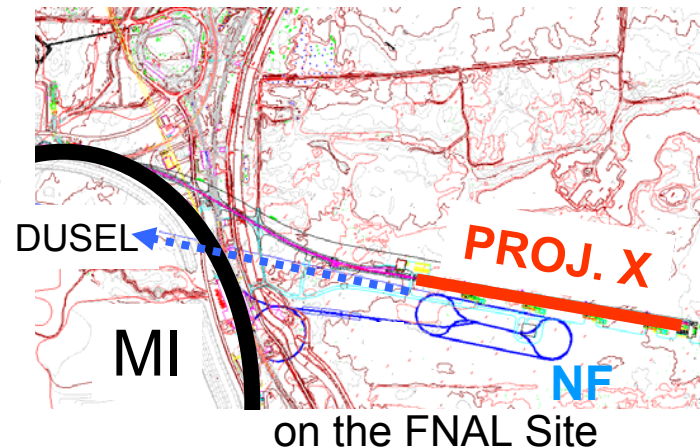 PROJ. X
DUSEL
MI
NF
on the FNAL Site